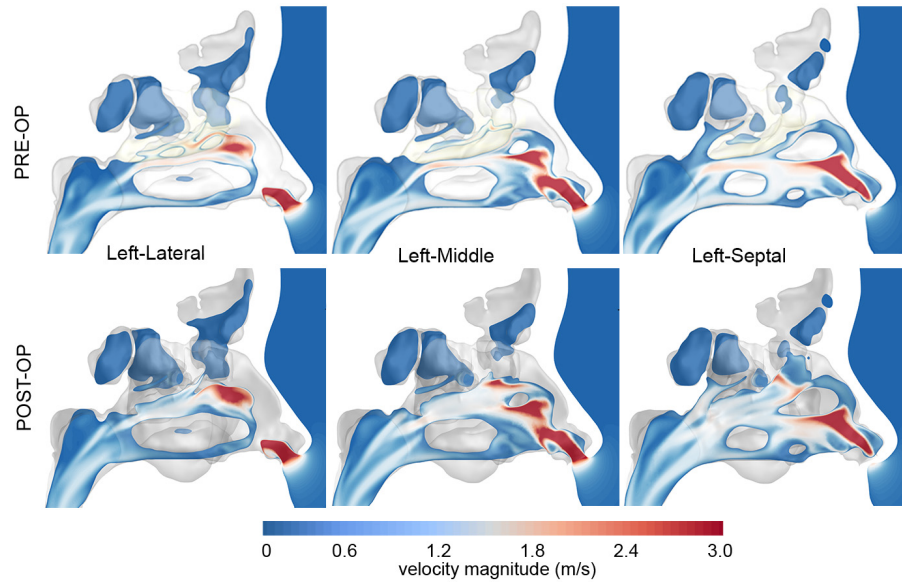 PRE-OP
Left-Lateral
Left-Middle
Left-Septal
POST-OP
0 0.6 1.2 1.8 2.4 3.0
velocity magnitude (m/s)